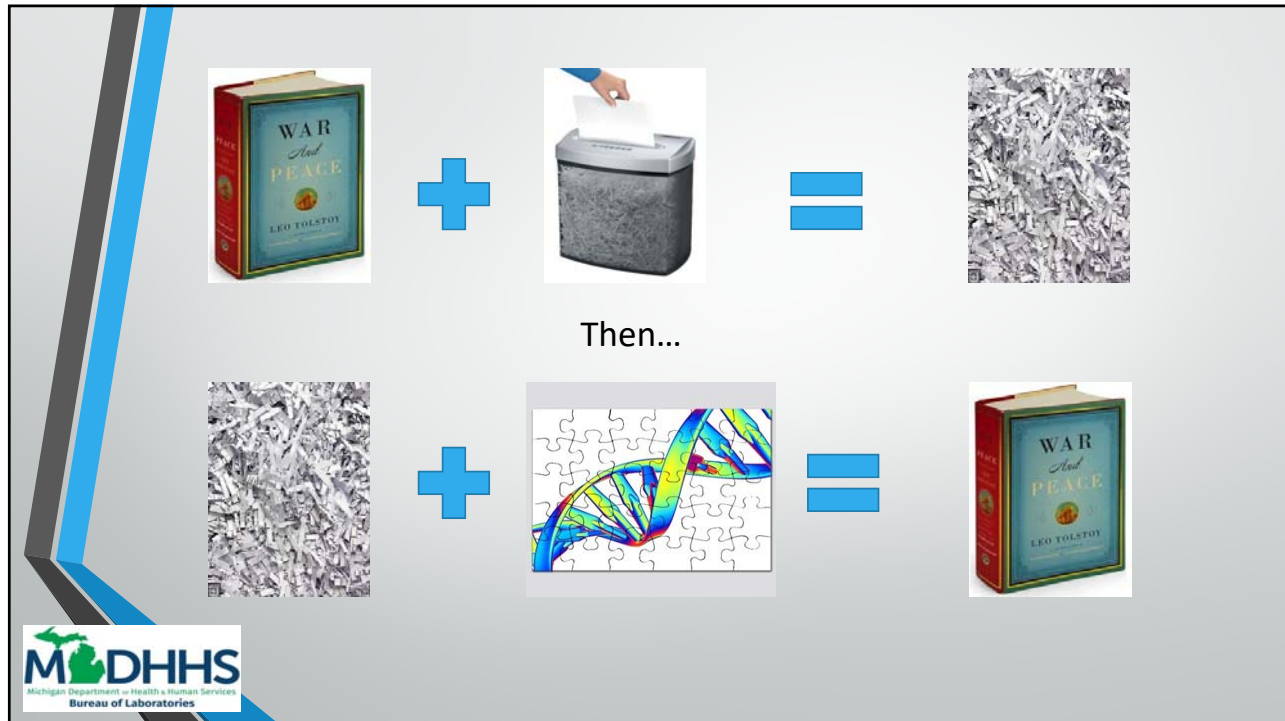 WAR
And
PEACE
LEO TOLSTOY
Then…
WAR
And
PEACE
LEO TOLSTOY
MDHHS
Michigan Department of Health & Human Services
Bureau of Laboratories